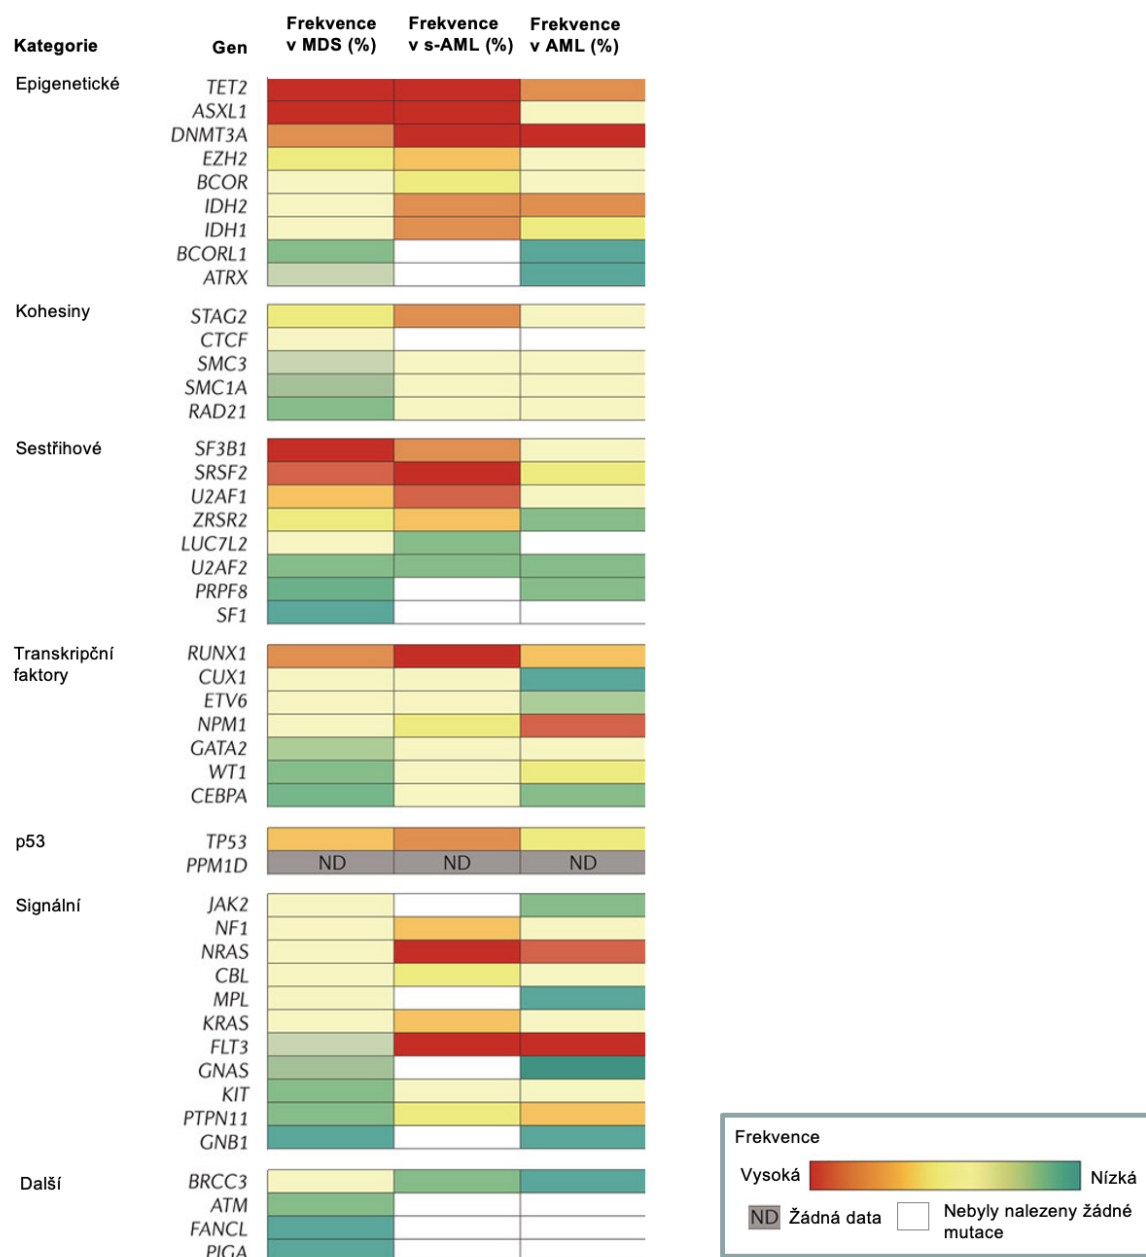 Kategorie Gen Frekvence v MDS (%) Frekvence v s-AML (%) Frekvence v AML (%)
Epigenetické
TET2
ASXL1
DNMT3A
EZH2
BCOR
IDH2
IDH1
BCORL1
ATRX
Kohesiny
STAG2
CTCF
SMC3
SMC1A
RAD21
Sestřihové
SF3B1
SRSF2
U2AF1
ZRSR2
LUC7L2
U2AF2
PRPF8
SF1
Transkripční
faktory
RUNX1
CUX1
ETV6
NPM1
GATA2
WT1
CEBPA
p53
TP53
PPM1D ND ND ND
Signální
JAK2
NF1
NRAS
CBL
MPL
KRAS
FLT3
GNAS
KIT
PTPN11
GNB1
Další
BRCC3
ATM
FANCL
PIGA
Frekvence
Vysoká Nízká
ND Žádná data
Nebyly nalezeny žádné
mutace